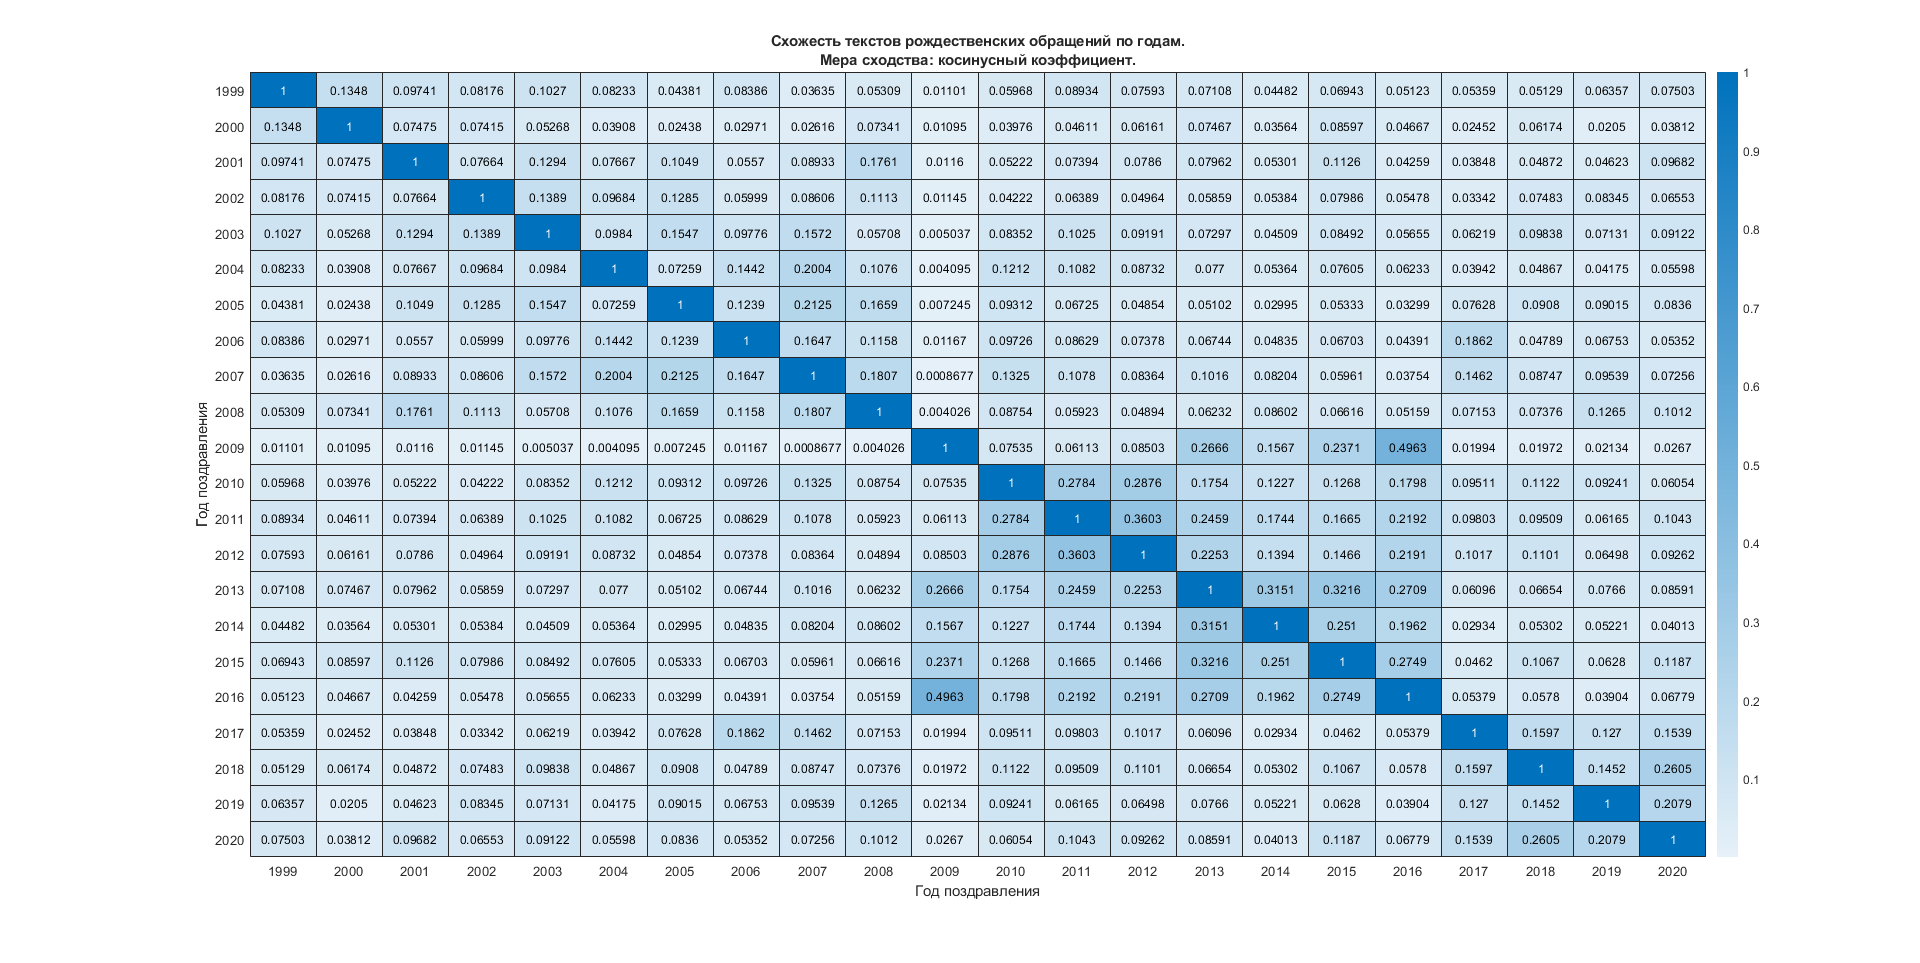 Схожесть текстов рождественских обращений по годам.
Мера сходства: косинусный коэффициент.
Год поздравления
1999 1 0.1348 0.09741 0.08176 0.1027 0.08233 0.04381 0.08386 0.03635 0.05309 0.01101 0.05968 0.08934 0.07593 0.07108 0.04482 0.06943 0.05123 0.05359 0.05129 0.06357 0.07503
2000 0.1348 1 0.07475 0.07415 0.05268 0.03908 0.02438 0.02971 0.02616 0.07341 0.01095 0.03976 0.04611 0.06161 0.07467 0.03564 0.08597 0.04667 0.02452 0.06174 0.0205 0.03812
2001 0.09741 0.07475 1 0.07664 0.1294 0.07667 0.1049 0.0557 0.08933 0.1761 0.0116 0.05222 0.07394 0.0786 0.07962 0.05301 0.1126 0.04259 0.03848 0.04872 0.04623 0.09682
2002 0.08176 0.07415 0.07664 1 0.1389 0.09684 0.1285 0.05999 0.08606 0.1113 0.01145 0.04222 0.06389 0.04964 0.05859 0.05384 0.07986 0.05478 0.03342 0.07483 0.08345 0.06553
2003 0.1027 0.05268 0.1294 0.1389 1 0.0984 0.1547 0.09776 0.1572 0.05708 0.005037 0.08352 0.1025 0.09191 0.07297 0.04509 0.08492 0.05655 0.06219 0.09838 0.07131 0.09122
2004 0.08233 0.03908 0.07667 0.09684 0.0984 1 0.07259 0.1442 0.2004 0.1076 0.004095 0.1212 0.1082 0.08732 0.077 0.05364 0.07605 0.06233 0.03942 0.04867 0.04175 0.05598
2005 0.04381 0.02438 0.1049 0.1285 0.1547 0.07259 1 0.1239 0.2125 0.1659 0.007245 0.09312 0.06725 0.04854 0.05102 0.02995 0.05333 0.03299 0.07628 0.0908 0.09015 0.0836
2006 0.08386 0.02971 0.0557 0.05999 0.09776 0.1442 0.1239 1 0.1647 0.1158 0.01167 0.09726 0.08629 0.07378 0.06744 0.04835 0.06703 0.04391 0.1862 0.04789 0.06753 0.05352
2007 0.03635 0.02616 0.08933 0.08606 0.1572 0.2004 0.2125 0.1647 1 0.1807 0.0008677 0.1325 0.1078 0.08364 0.1016 0.08204 0.05961 0.03754 0.1462 0.08747 0.09539 0.07256
2008 0.05309 0.07341 0.1761 0.1113 0.05708 0.1076 0.1659 0.1158 0.1807 1 0.004026 0.08754 0.05923 0.04894 0.06232 0.08602 0.06616 0.05159 0.07153 0.07376 0.1265 0.1012
2009 0.01101 0.01095 0.0116 0.01145 0.005037 0.004095 0.007245 0.01167 0.0008677 0.004026 1 0.07535 0.06113 0.08503 0.2666 0.1567 0.2371 0.4963 0.01994 0.01972 0.02134 0.0267
2010 0.05968 0.03976 0.05222 0.04222 0.08352 0.1212 0.09312 0.09726 0.1325 0.08754 0.07535 1 0.2784 0.2876 0.1754 0.1227 0.1268 0.1798 0.09511 0.1122 0.09241 0.06054
2011 0.08934 0.04611 0.07394 0.06389 0.1025 0.1082 0.06725 0.08629 0.1078 0.05923 0.06113 0.2784 1 0.3603 0.2459 0.1744 0.1665 0.2192 0.09803 0.09509 0.06165 0.1043
2012 0.07593 0.06161 0.0786 0.04964 0.09191 0.08732 0.04854 0.07378 0.08364 0.04894 0.08503 0.2876 0.3603 1 0.2253 0.1394 0.1466 0.2191 0.1017 0.1101 0.06498 0.09262
2013 0.07108 0.07467 0.07962 0.05859 0.07297 0.077 0.05102 0.06744 0.1016 0.06232 0.2666 0.1754 0.2459 0.2253 1 0.3151 0.3216 0.2709 0.06096 0.06654 0.0766 0.08591
2014 0.04482 0.03564 0.05301 0.05384 0.04509 0.05364 0.02995 0.04835 0.08204 0.08602 0.1567 0.1227 0.1744 0.1394 0.3151 1 0.251 0.1962 0.02934 0.05302 0.05221 0.04013
2015 0.06943 0.08597 0.1126 0.07986 0.08492 0.07605 0.05333 0.06703 0.05961 0.06616 0.2371 0.1268 0.1665 0.1466 0.3216 0.251 1 0.2749 0.0462 0.1067 0.0628 0.1187
2016 0.05123 0.04667 0.04259 0.05478 0.05655 0.06233 0.03299 0.04391 0.03754 0.05159 0.4963 0.1798 0.2192 0.2191 0.2709 0.1962 0.2749 1 0.05379 0.0578 0.03904 0.06779
2017 0.05359 0.02452 0.03848 0.03342 0.06219 0.03942 0.07628 0.1862 0.1462 0.07153 0.01994 0.09511 0.09803 0.1017 0.06096 0.02934 0.0462 0.05379 1 0.1597 0.127 0.1539
2018 0.05129 0.06174 0.04872 0.07483 0.09838 0.04867 0.0908 0.04789 0.08747 0.07376 0.01972 0.1122 0.09509 0.1101 0.06654 0.05302 0.1067 0.0578 0.1597 1 0.1452 0.2605
2019 0.06357 0.0205 0.04623 0.08345 0.07131 0.04175 0.09015 0.06753 0.09539 0.1265 0.02134 0.09241 0.06165 0.06498 0.0766 0.05221 0.0628 0.03904 0.127 0.1452 1 0.2079
2020 0.07503 0.03812 0.09682 0.06553 0.09122 0.05598 0.0836 0.05352 0.07256 0.1012 0.0267 0.06054 0.1043 0.09262 0.08591 0.04013 0.1187 0.06779 0.1539 0.2605 0.2079 1
1999 2000 2001 2002 2003 2004 2005 2006 2007 2008 2009 2010 2011 2012 2013 2014 2015 2016 2017 2018 2019 2020
Год поздравления
1
0.9
0.8
0.7
0.6
0.5
0.4
0.3
0.2
0.1